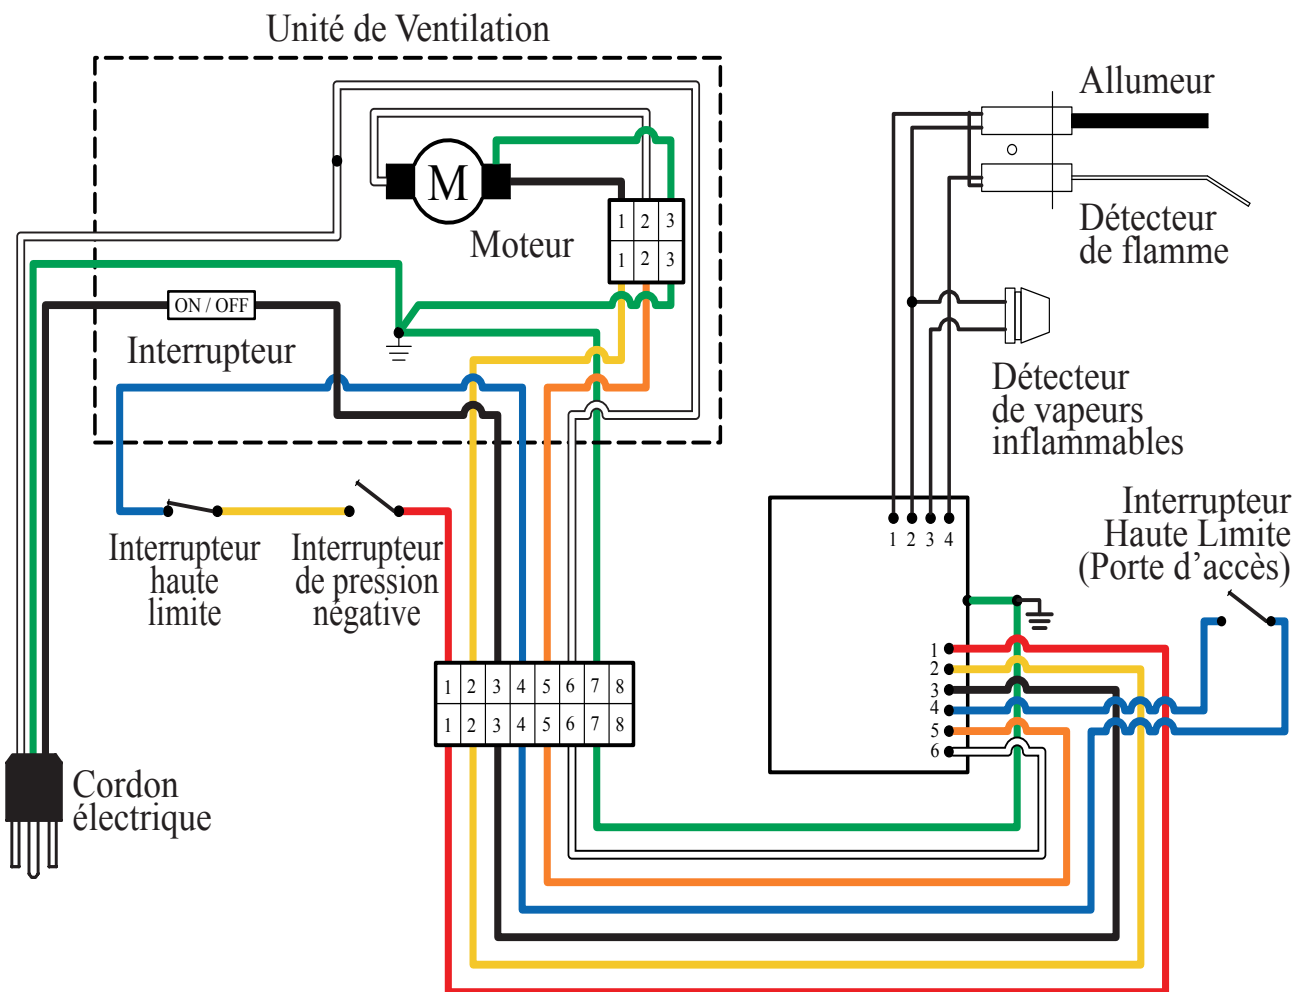 Unité de Ventilation
Allumeur
M
1 2 3
Moteur
1 2 3
Détecteur
de flamme
ON / OFF
Interrupteur
Détecteur
de vapeurs
inflammables
Interrupteur
haute
limite
Interrupteur
de pression
négative
1 2 3 4
Interrupteur
Haute Limite
(Porte d’accès)
1
2
3
4
5
6
1 2 3 4 5 6 7 8
1 2 3 4 5 6 7 8
Cordon
électrique